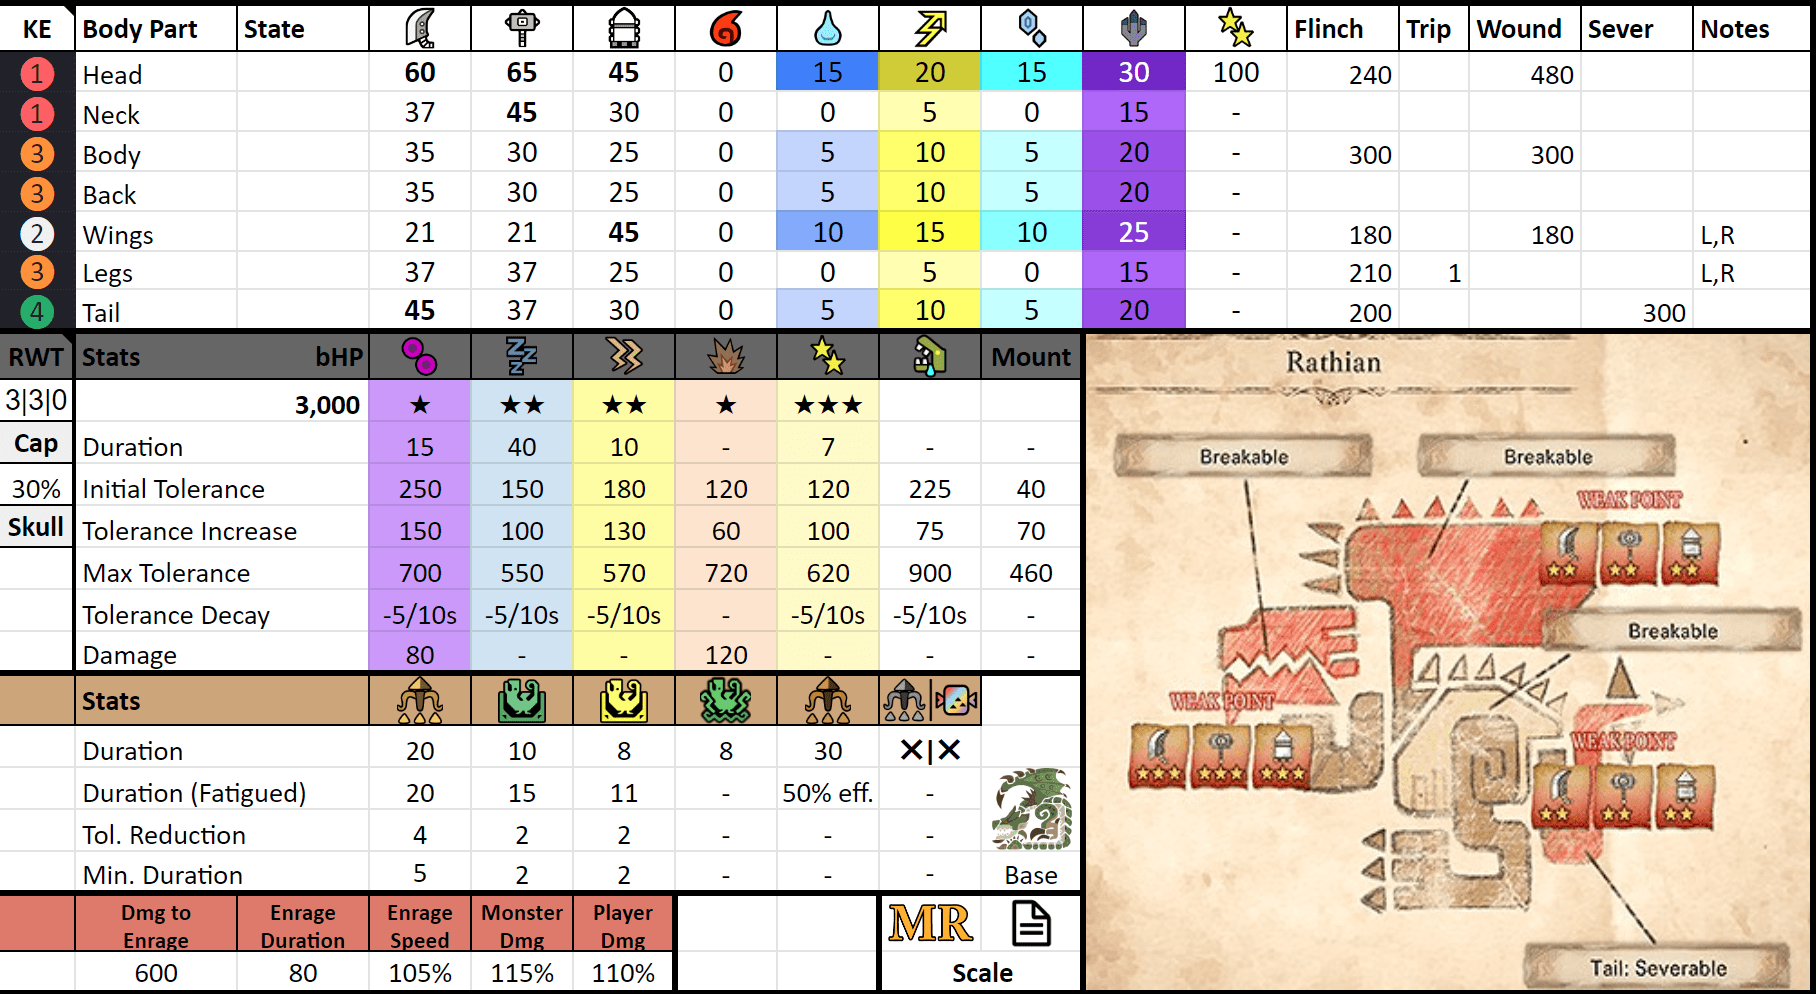 KE Body Part State Flinch Trip Wound Sever Notes
1 Head 60 65 45 0 15 20 15 30 100 240 480
1 Neck 37 45 30 0 0 5 0 15 -
3 Body 35 30 25 0 5 10 5 20 - 300 300
3 Back 35 30 25 0 5 10 5 20 -
2 Wings 21 21 45 0 10 15 10 25 - 180 180 L,R
3 Legs 37 37 25 0 0 5 0 15 - 210 1 L,R
4 Tail 45 37 30 0 5 10 5 20 - 200 300
RWT Stats bHP Mount
3|3|0 3,000 ★ ★★ ★★ ★ ★★★
Cap Duration 15 40 10 - 7 - -
30% Initial Tolerance 250 150 180 120 120 225 40
Skull Tolerance Increase 150 100 130 60 100 75 70
Max Tolerance 700 550 570 720 620 900 460
Tolerance Decay -5/10s -5/10s -5/10s - -5/10s -5/10s -
Damage 80 - - 120 - - -
Stats
Duration 20 10 8 8 30 ✕|✕
Duration (Fatigued) 20 15 11 - 50% eff. -
Tol. Reduction 4 2 2 - - -
Min. Duration 5 2 2 - - - Base
Dmg to Enrage Enrage Duration Enrage Speed Monster Dmg Player Dmg MR
600 80 105% 115% 110% Scale
Rathian
Breakable Breakable
WEAK POINT
Breakable
WEAK POINT
WEAK POINT
Tail: Severable